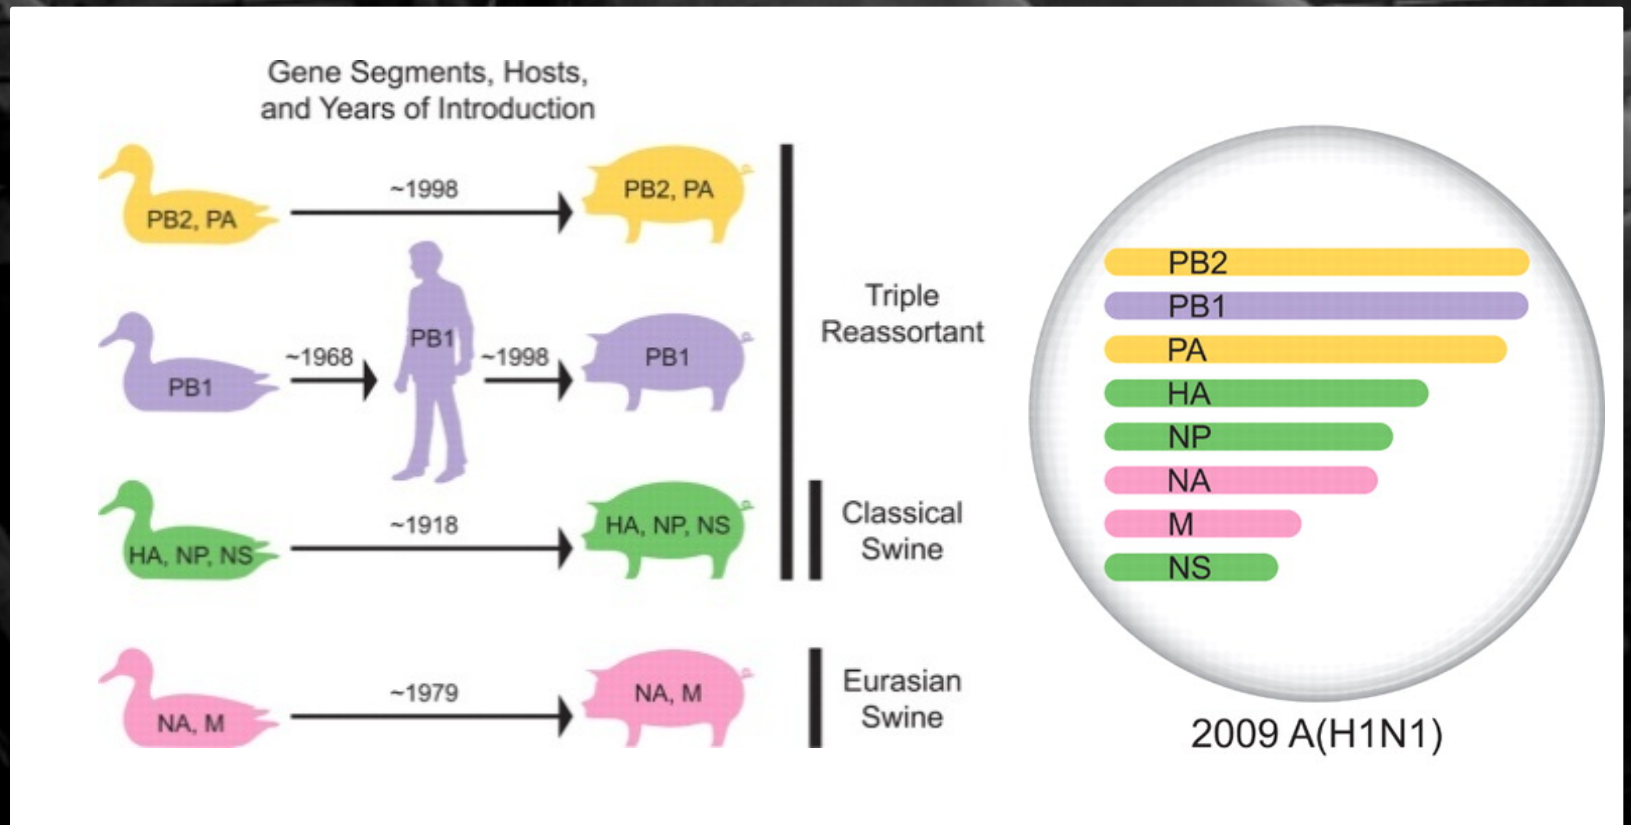 Gene Segments, Hosts,
and Years of Introduction
PB2, PA
~1998
PB2, PA
PB1
~1968
PB1
~1998
PB1
HA, NP, NS
~1918
HA, NP, NS
NA, M
~1979
NA, M
Triple
Reassortant
Classical
Swine
Eurasian
Swine
PB2
PB1
PA
HA
NP
NA
M
NS
2009 A(H1N1)